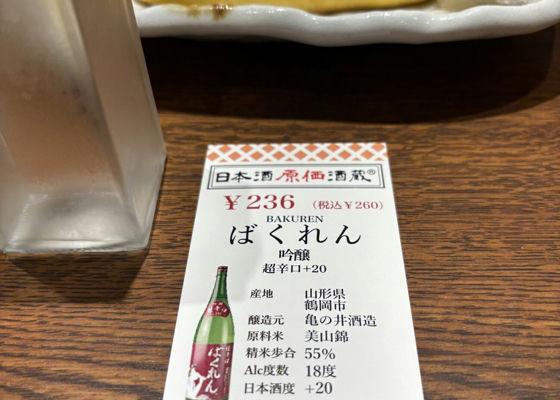 日本酒原価酒蔵®
￥236 (税込￥260)
BAKUREN
ばくれん
吟醸
超辛口+20
産地 山形県
鶴岡市
醸造元 亀の井酒造
原料米 美山錦
精米歩合 55%
Alc度数 18度
日本酒度 +20
ばくれん